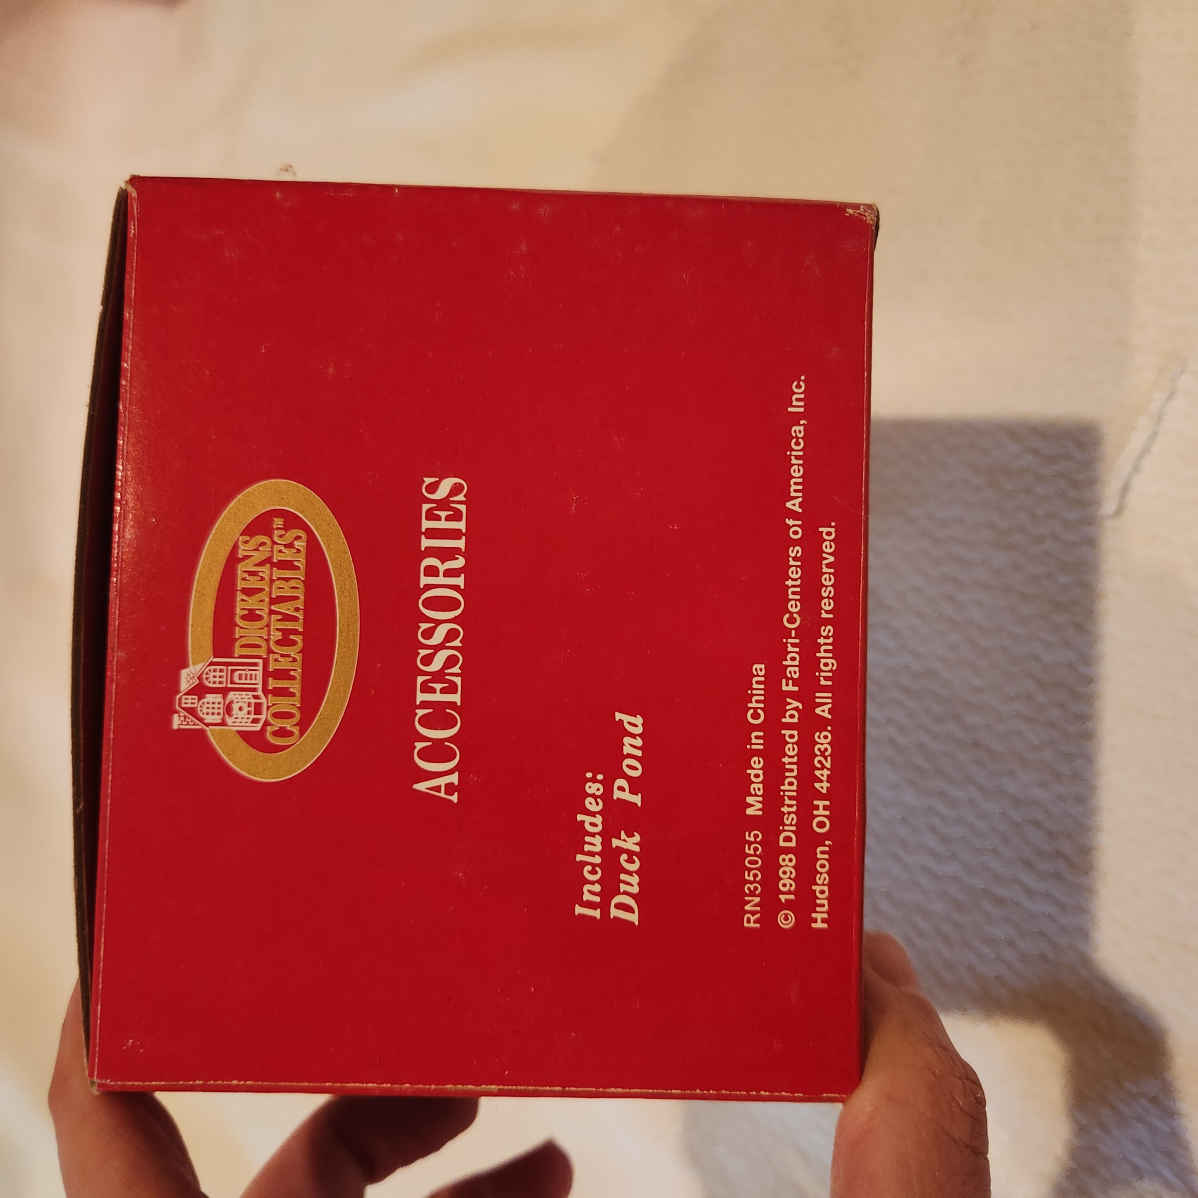 DICKENS
COLLECTABLES™
ACCESSORIES
Includes:
Duck Pond
RN35055 Made in China
© 1998 Distributed by Fabri-Centers of America, Inc.
Hudson, OH 44236. All rights reserved.